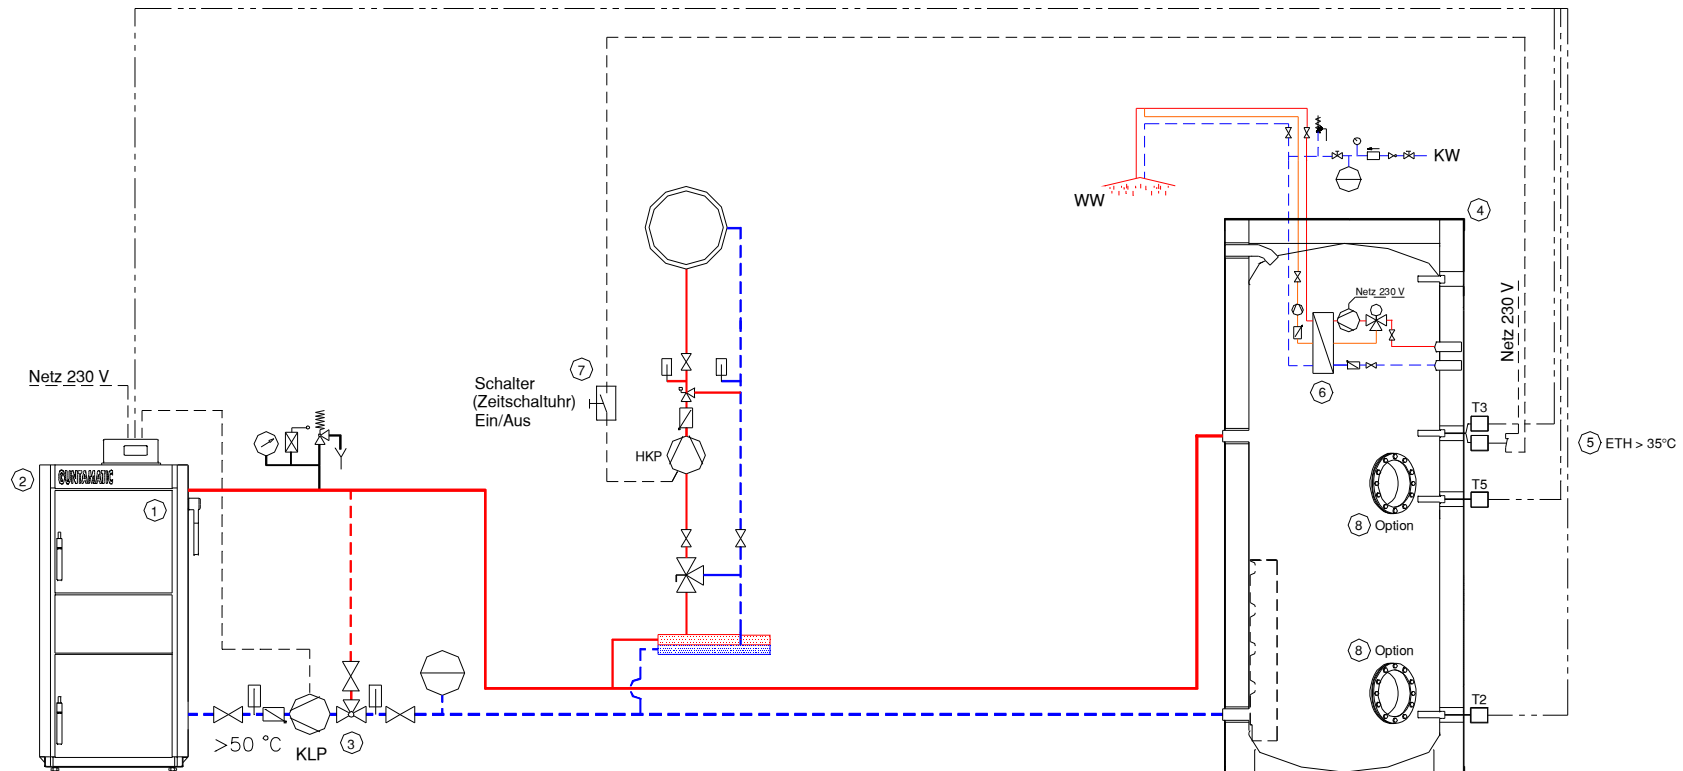 KW
WW
4
Netz 230 V
Netz 230 V
7
Schalter
(Zeitschaltuhr)
Ein/Aus
Netz 230 V
6
T3
5 ETH > 35°C
HKP
2
GUNTAMATIC
1
T5
8 Option
8 Option
T2
>50 °C
KLP
3